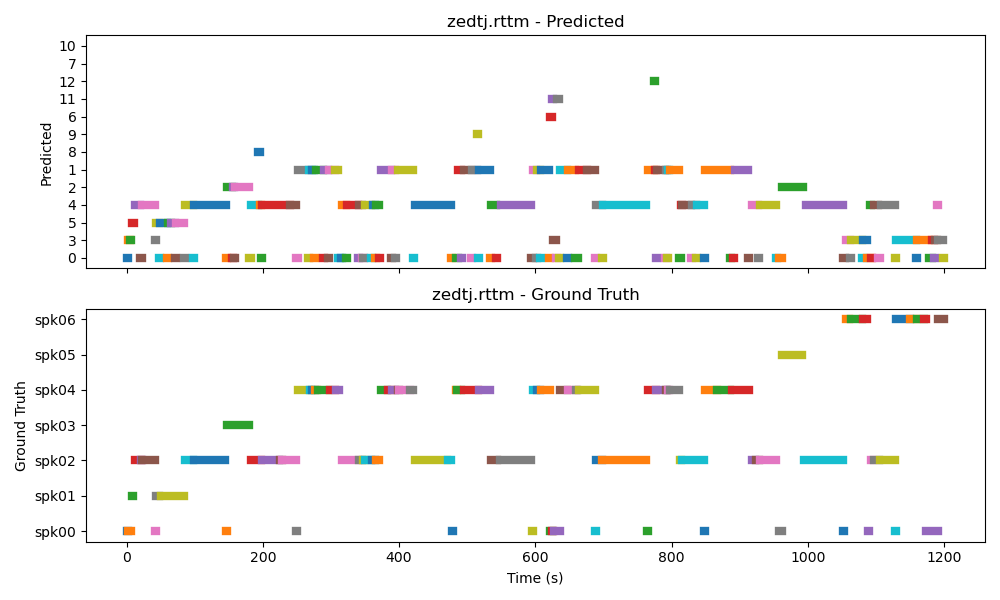 zedtj.rttm - Predicted
Predicted
10
7
12
11
6
9
8
1
2
4
5
3
0
zedtj.rttm - Ground Truth
Ground Truth
spk06
spk05
spk04
spk03
spk02
spk01
spk00
0 200 400 600 800 1000 1200
Time (s)